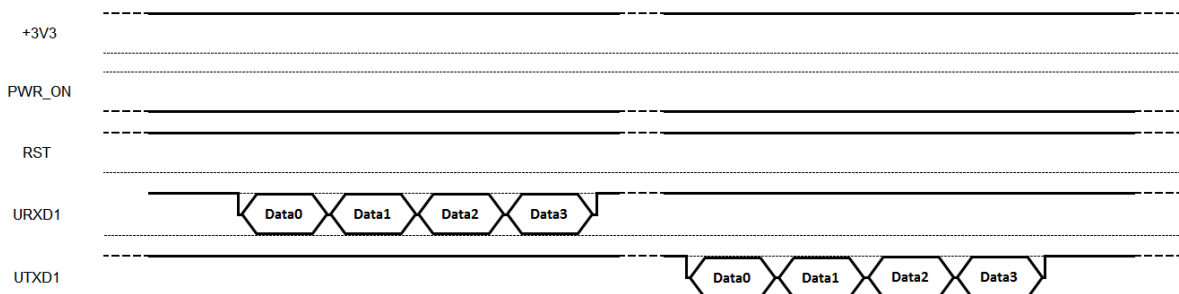 +3V3
PWR_ON
RST
URXD1 Data0 Data1 Data2 Data3
UTXD1 Data0 Data1 Data2 Data3